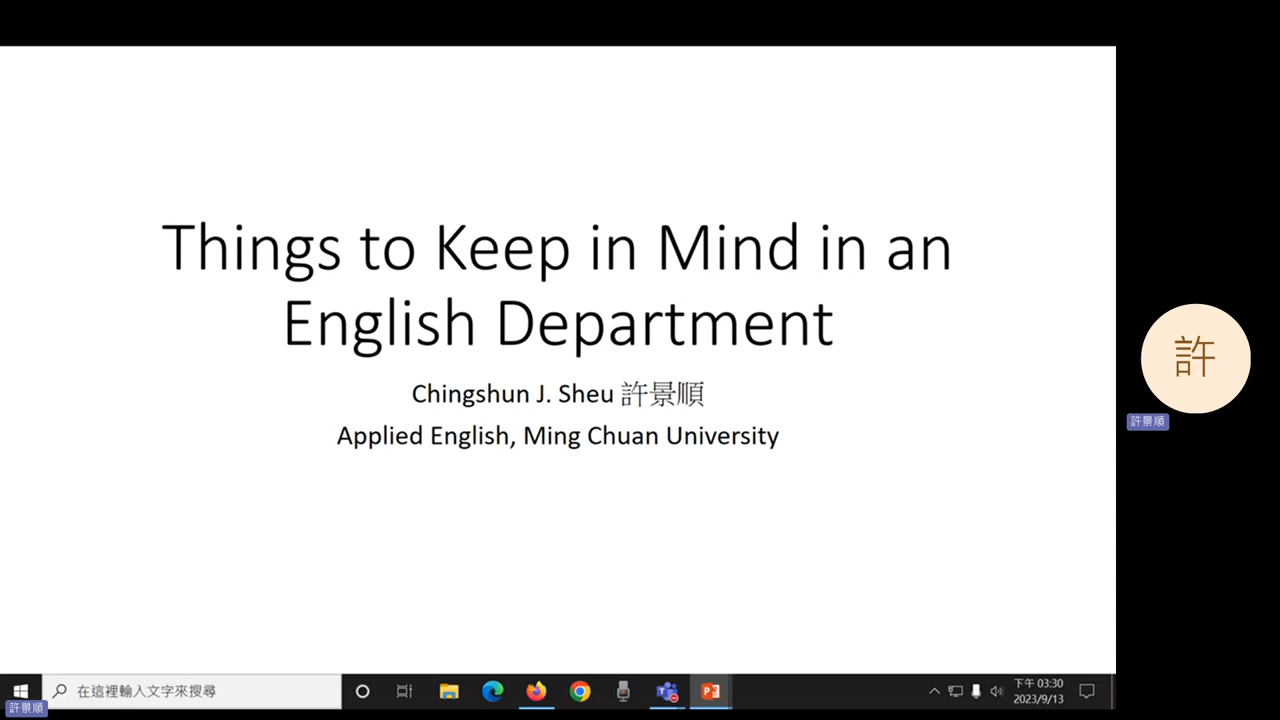 Things to Keep in Mind in an
English Department
Chingshun J. Sheu 許景順
Applied English, Ming Chuan University
許
許景順
在這裡輸入文字來搜尋
下午 03:30
2023/9/13
許景順